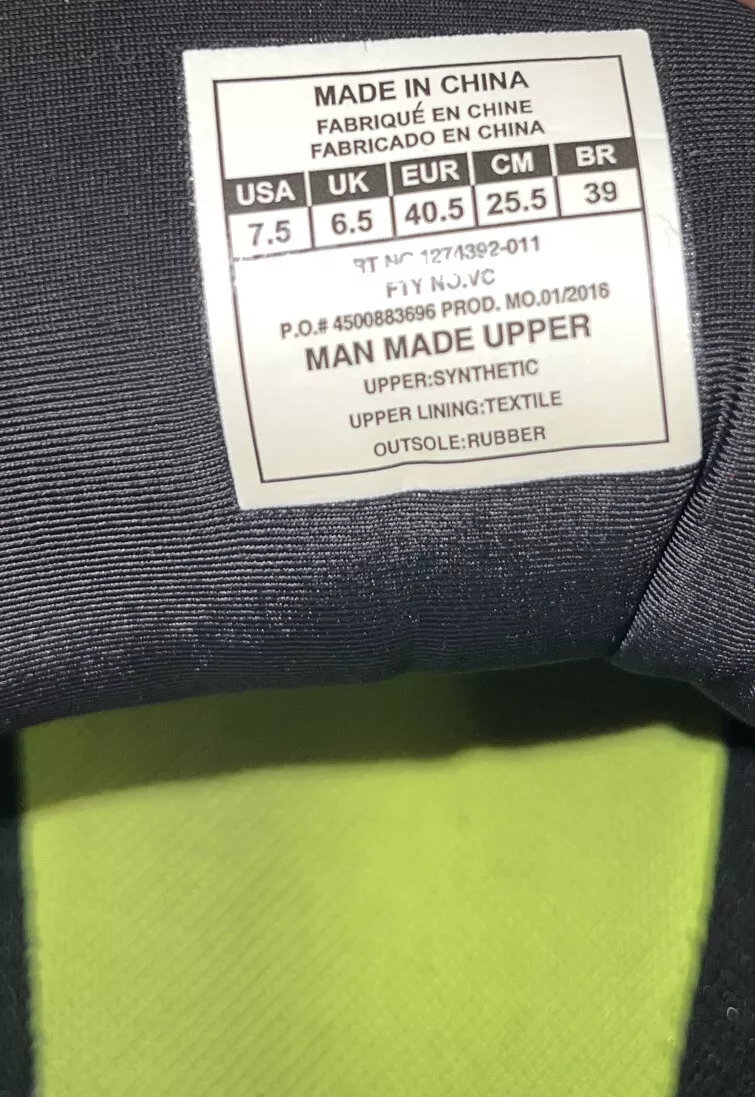 MADE IN CHINA
FABRIQUÉ EN CHINE
FABRICADO EN CHINA
USA UK EUR CM BR
7.5 6.5 40.5 25.5 39
RT NO 1274392-011
FTY NO.VC
P.O.# 4500883696 PROD. MO.01/2016
MAN MADE UPPER
UPPER:SYNTHETIC
UPPER LINING:TEXTILE
OUTSOLE:RUBBER